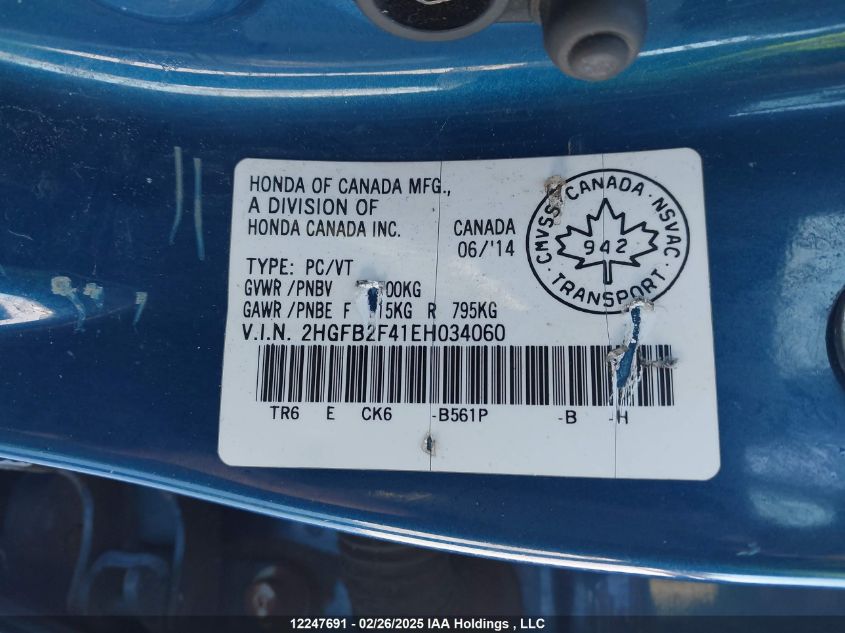 HONDA OF CANADA MFG.,
A DIVISION OF
HONDA CANADA INC.
CANADA
06/'14
CMVSS · CANADA · NSVAC
942
TRANSPORT
TYPE: PC/VT
GVWR /PNBV 00KG
GAWR /PNBE F 15KG R 795KG
V.I.N. 2HGFB2F41EH034060
TR6 E CK6 -B561P -B -H
12247691 - 02/26/2025 IAA Holdings , LLC